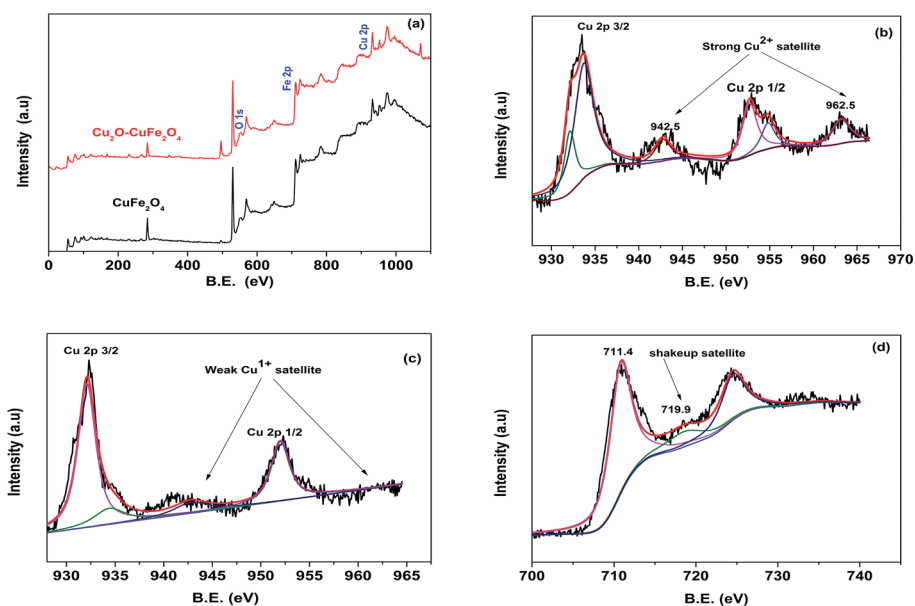 (a)
Cu 2p
Fe 2p
O 1s
Cu₂O-CuFe₂O₄
CuFe₂O₄
Intensity (a.u)
0 200 400 600 800 1000
B.E. (eV)
(b)
Cu 2p 3/2
Strong Cu²⁺ satellite
Cu 2p 1/2
942.5
962.5
Intensity (a.u)
930 935 940 945 950 955 960 965 970
B.E. (eV)
(c)
Cu 2p 3/2
Weak Cu¹⁺ satellite
Cu 2p 1/2
Intensity (a.u)
930 935 940 945 950 955 960 965
B.E. (eV)
(d)
711.4
shakeup satellite
719.9
Intensity (a.u)
700 710 720 730 740
B.E. (eV)